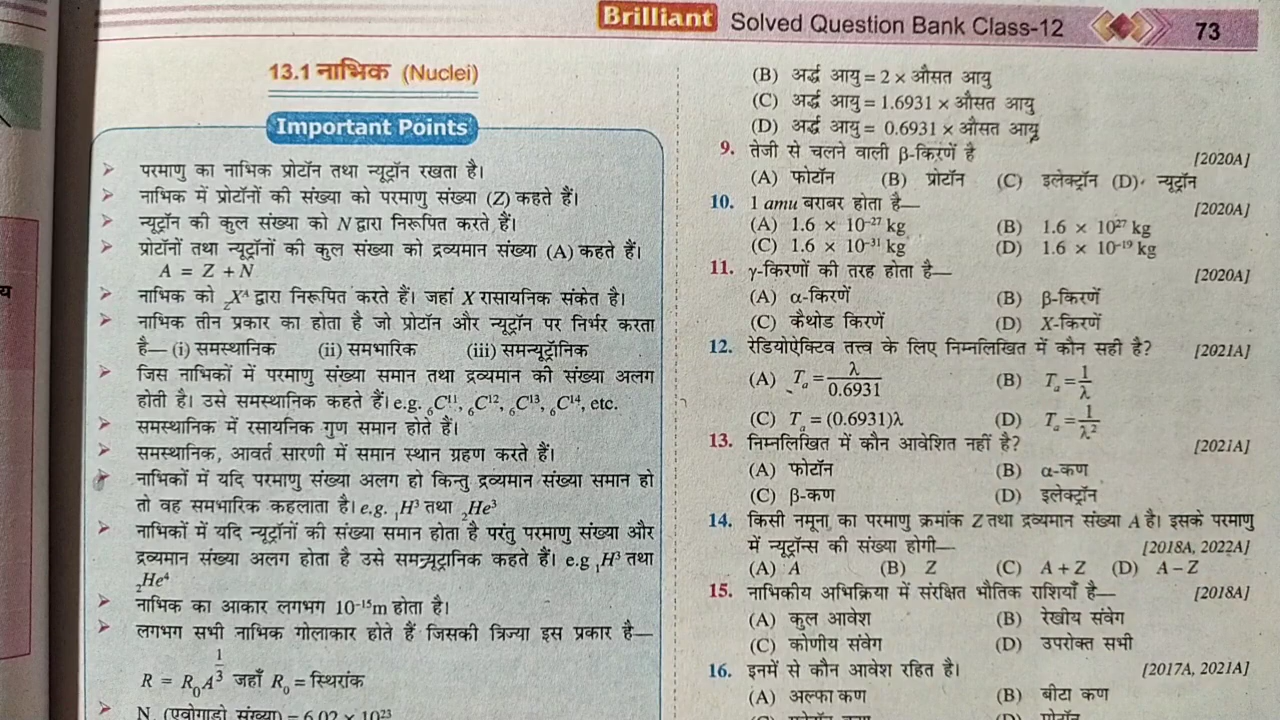 Brilliant Solved Question Bank Class-12 73
13.1 नाभिक (Nuclei)
Important Points
➢ परमाणु का नाभिक प्रोटॉन तथा न्यूट्रॉन रखता है।
➢ नाभिक में प्रोटॉनों की संख्या को परमाणु संख्या (Z) कहते हैं।
➢ न्यूट्रॉन की कुल संख्या को N द्वारा निरूपित करते हैं।
➢ प्रोटॉनों तथा न्यूट्रॉनों की कुल संख्या को द्रव्यमान संख्या (A) कहते हैं।
A = Z + N
➢ नाभिक को ZXᴬ द्वारा निरूपित करते हैं। जहां X रासायनिक संकेत है।
➢ नाभिक तीन प्रकार का होता है जो प्रोटॉन और न्यूट्रॉन पर निर्भर करता
है— (i) समस्थानिक (ii) समभारिक (iii) समन्यूट्रॉनिक
➢ जिस नाभिकों में परमाणु संख्या समान तथा द्रव्यमान की संख्या अलग
होती है। उसे समस्थानिक कहते हैं। e.g. ₆C¹¹, ₆C¹², ₆C¹³, ₆C¹⁴, etc.
➢ समस्थानिक में रसायनिक गुण समान होते हैं।
➢ समस्थानिक, आवर्त सारणी में समान स्थान ग्रहण करते हैं।
➢ नाभिकों में यदि परमाणु संख्या अलग हो किन्तु द्रव्यमान संख्या समान हो
तो वह समभारिक कहलाता है। e.g. ₁H³ तथा ₂He³
➢ नाभिकों में यदि न्यूट्रॉनों की संख्या समान होता है परंतु परमाणु संख्या और
द्रव्यमान संख्या अलग होता है उसे समन्यूट्रानिक कहते हैं। e.g ₁H³ तथा
₂He⁴
➢ नाभिक का आकार लगभग 10⁻¹⁵m होता है।
➢ लगभग सभी नाभिक गोलाकार होते हैं जिसकी त्रिज्या इस प्रकार है—
R = R₀A^(1/3) जहाँ R₀ = स्थिरांक
➢ N (एवोगाड्रो संख्या) = 6.02 × 10²³
(B) अर्द्ध आयु = 2 × औसत आयु
(C) अर्द्ध आयु = 1.6931 × औसत आयु
(D) अर्द्ध आयु = 0.6931 × औसत आयु
9. तेजी से चलने वाली β-किरणें है [2020A]
(A) फोटॉन (B) प्रोटॉन (C) इलेक्ट्रॉन (D) न्यूट्रॉन
10. 1 amu बराबर होता है— [2020A]
(A) 1.6 × 10⁻²⁷ kg (B) 1.6 × 10²⁷ kg
(C) 1.6 × 10⁻³¹ kg (D) 1.6 × 10⁻¹⁹ kg
11. γ-किरणों की तरह होता है— [2020A]
(A) α-किरणें (B) β-किरणें
(C) कैथोड किरणें (D) X-किरणें
12. रेडियोऐक्टिव तत्त्व के लिए निम्नलिखित में कौन सही है? [2021A]
(A) Tₐ = λ/0.6931 (B) Tₐ = 1/λ
(C) Tₐ = (0.6931)λ (D) Tₐ = 1/λ²
13. निम्नलिखित में कौन आवेशित नहीं है? [2021A]
(A) फोटॉन (B) α-कण
(C) β-कण (D) इलेक्ट्रॉन
14. किसी नमूना का परमाणु क्रमांक Z तथा द्रव्यमान संख्या A है। इसके परमाणु
में न्यूट्रॉन्स की संख्या होगी— [2018A, 2022A]
(A) A (B) Z (C) A + Z (D) A – Z
15. नाभिकीय अभिक्रिया में संरक्षित भौतिक राशियाँ है— [2018A]
(A) कुल आवेश (B) रेखीय संवेग
(C) कोणीय संवेग (D) उपरोक्त सभी
16. इनमें से कौन आवेश रहित है। [2017A, 2021A]
(A) अल्फा कण (B) बीटा कण